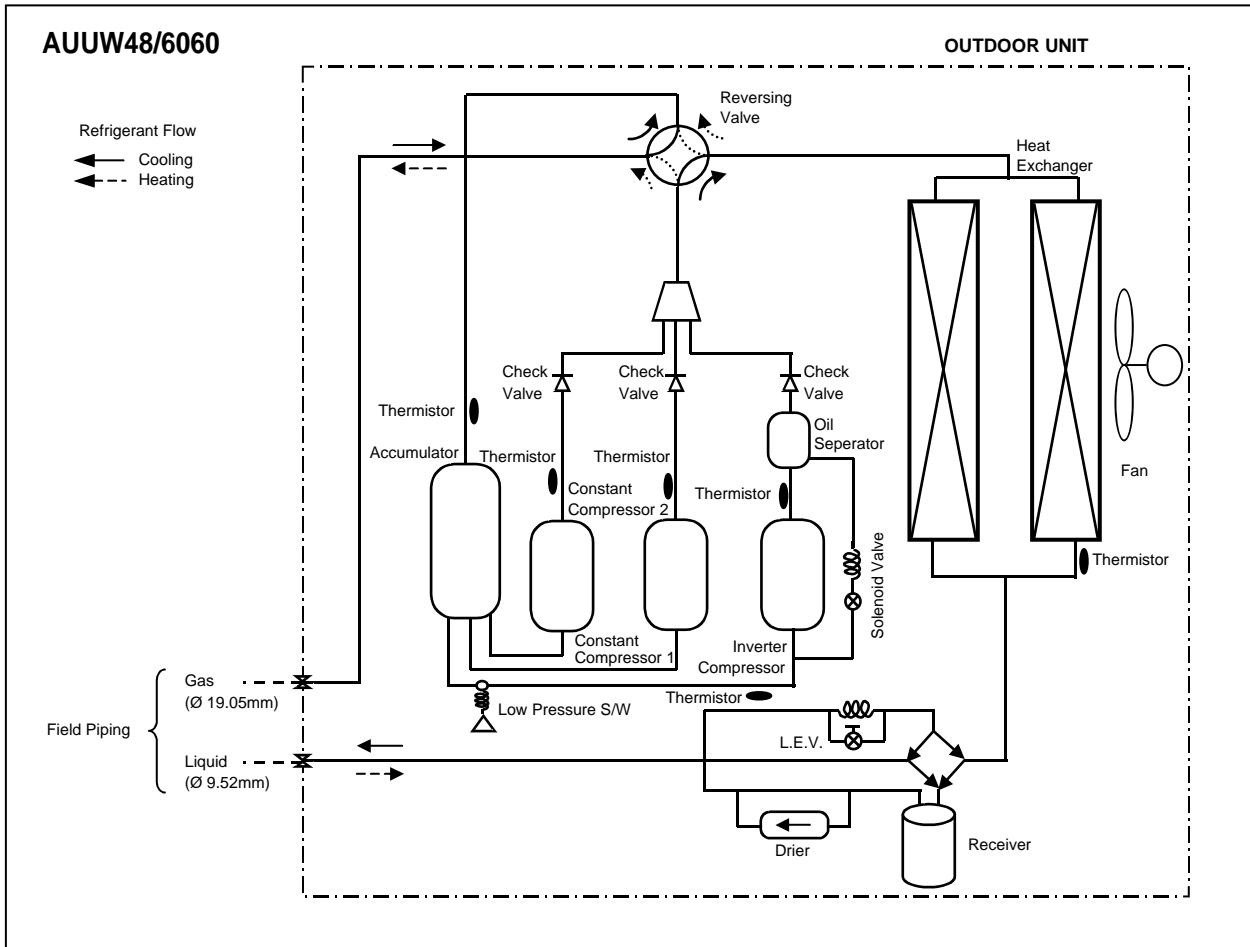 AUUW48/6060
OUTDOOR UNIT
Refrigerant Flow
Cooling
Heating
Reversing
Valve
Heat
Exchanger
Check
Valve
Check
Valve
Check
Valve
Thermistor
Oil
Seperator
Accumulator
Thermistor
Thermistor
Fan
Constant
Compressor 2
Thermistor
Solenoid Valve
Thermistor
Constant
Compressor 1
Inverter
Compressor
Gas
(Ø 19.05mm)
Thermistor
Low Pressure S/W
Field Piping
L.E.V.
Liquid
(Ø 9.52mm)
Drier
Receiver